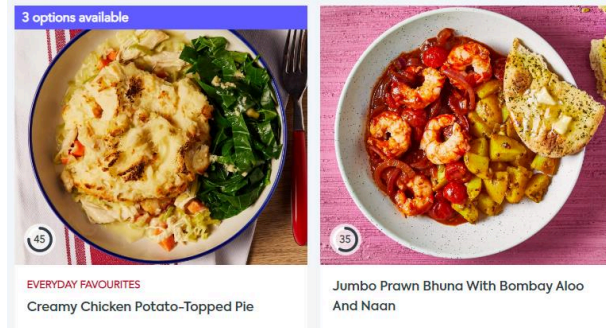 3 options available
45
35
EVERYDAY FAVOURITES
Creamy Chicken Potato-Topped Pie
Jumbo Prawn Bhuna With Bombay Aloo
And Naan